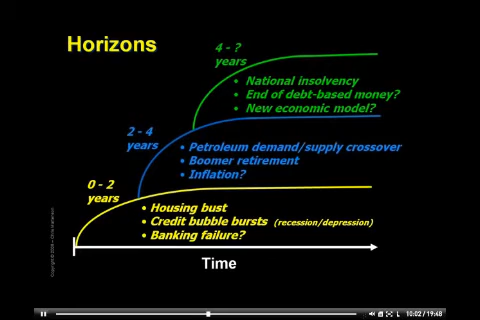 Horizons
4 - ?
years
• National insolvency
• End of debt-based money?
• New economic model?
2 - 4
years
• Petroleum demand/supply crossover
• Boomer retirement
• Inflation?
0 - 2
years
• Housing bust
• Credit bubble bursts (recession/depression)
• Banking failure?
Time
10:02 / 19:48